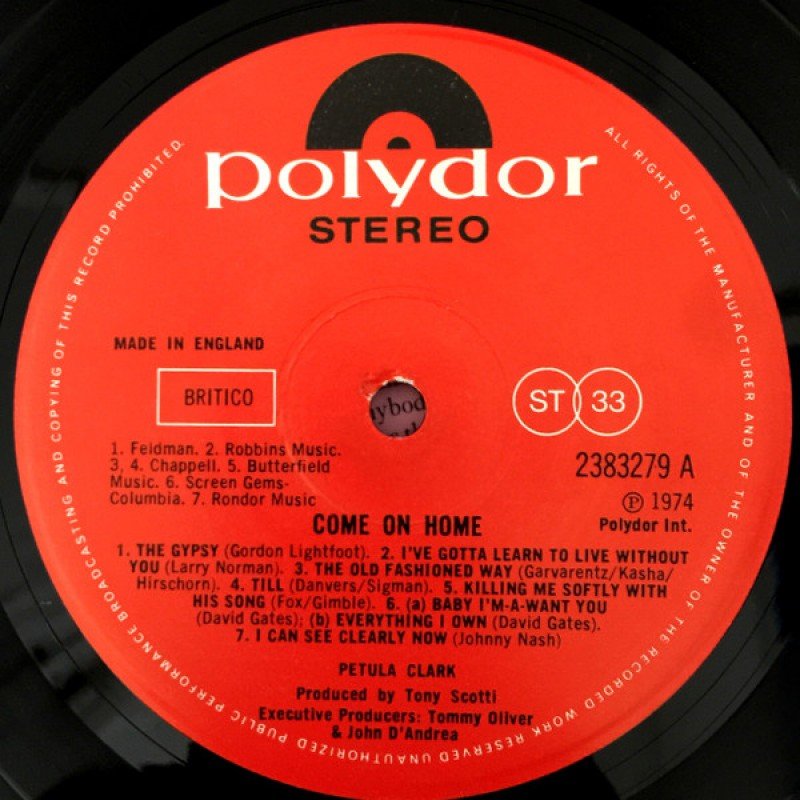 polydor
STEREO
ALL RIGHTS OF THE MANUFACTURER AND OF THE OWNER OF THE RECORDED WORK RESERVED UNAUTHORIZED PUBLIC PERFORMANCE BROADCASTING AND COPYING OF THIS RECORD PROHIBITED.
MADE IN ENGLAND
BRITICO
ST 33
1. Feldman. 2. Robbins Music.
3, 4. Chappell. 5. Butterfield
Music. 6. Screen Gems-
Columbia. 7. Rondor Music
2383279 A
℗ 1974
Polydor Int.
COME ON HOME
1. THE GYPSY (Gordon Lightfoot). 2. I'VE GOTTA LEARN TO LIVE WITHOUT
YOU (Larry Norman). 3. THE OLD FASHIONED WAY (Garvarentz/Kasha/
Hirschorn). 4. TILL (Danvers/Sigman). 5. KILLING ME SOFTLY WITH
HIS SONG (Fox/Gimble). 6. (a) BABY I'M-A-WANT YOU
(David Gates); (b) EVERYTHING I OWN (David Gates).
7. I CAN SEE CLEARLY NOW (Johnny Nash)
PETULA CLARK
Produced by Tony Scotti
Executive Producers: Tommy Oliver
& John D'Andrea